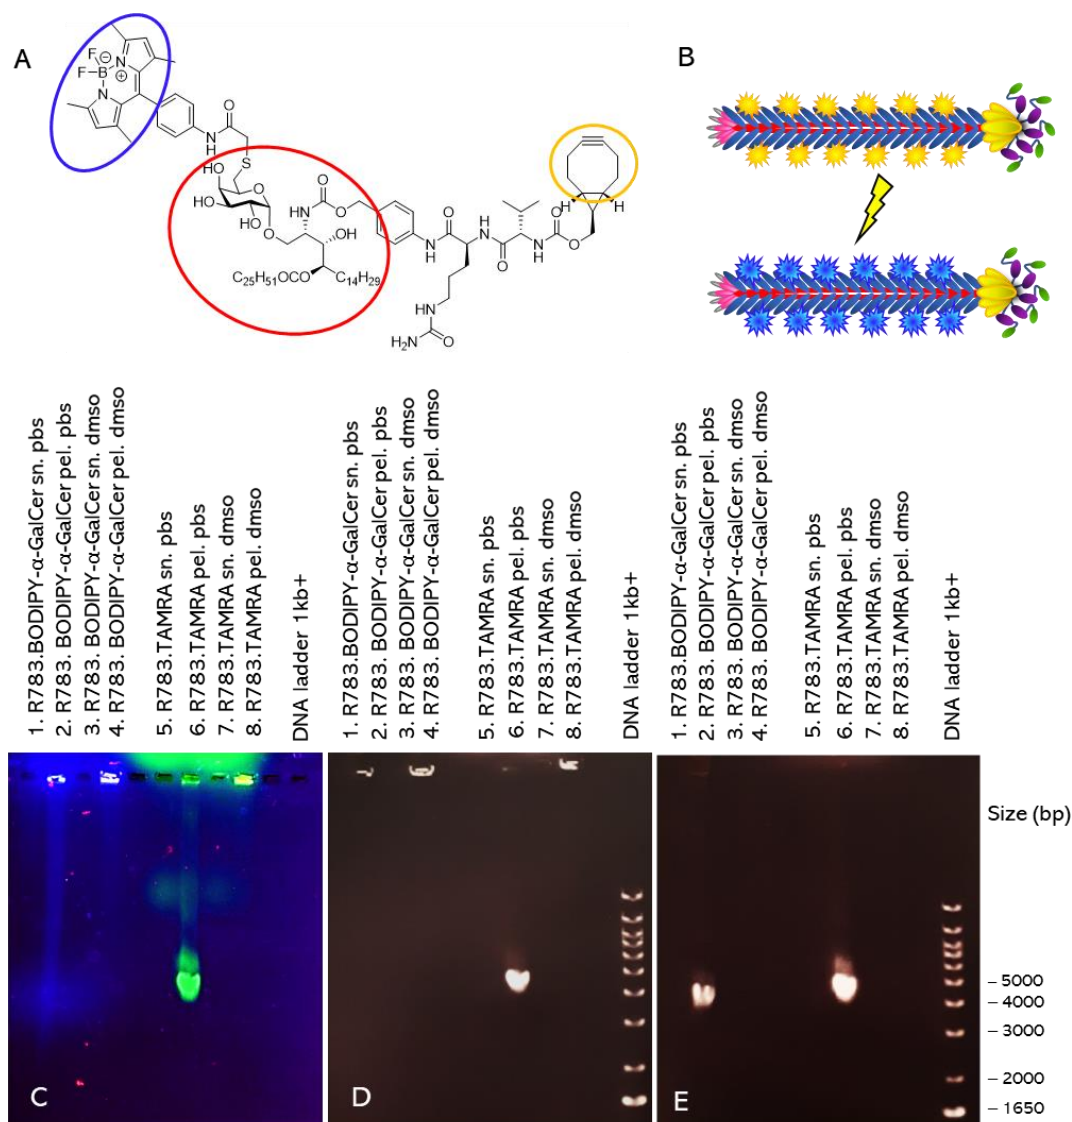 A
B
F
⊖
N
F
B
⊕
N
O
N
H
S
HO
O
HO
HO
O
HN
O
O
OH
C₂₅H₅₁OCO
C₁₄H₂₉
N
H
O
H
N
O
N
H
O
O
H
H
HN
H₂N
O
1. R783.BODIPY-α-GalCer sn. pbs
2. R783. BODIPY-α-GalCer pel. pbs
3. R783. BODIPY-α-GalCer sn. dmso
4. R783. BODIPY-α-GalCer pel. dmso
5. R783.TAMRA sn. pbs
6. R783.TAMRA pel. pbs
7. R783.TAMRA sn. dmso
8. R783.TAMRA pel. dmso
DNA ladder 1kb+
1. R783.BODIPY-α-GalCer sn. pbs
2. R783. BODIPY-α-GalCer pel. pbs
3. R783. BODIPY-α-GalCer sn. dmso
4. R783. BODIPY-α-GalCer pel. dmso
5. R783.TAMRA sn. pbs
6. R783.TAMRA pel. pbs
7. R783.TAMRA sn. dmso
8. R783.TAMRA pel. dmso
DNA ladder 1kb+
1. R783.BODIPY-α-GalCer sn. pbs
2. R783. BODIPY-α-GalCer pel. pbs
3. R783. BODIPY-α-GalCer sn. dmso
4. R783. BODIPY-α-GalCer pel. dmso
5. R783.TAMRA sn. pbs
6. R783.TAMRA pel. pbs
7. R783.TAMRA sn. dmso
8. R783.TAMRA pel. dmso
DNA ladder 1kb+
Size (bp)
– 5000
– 4000
– 3000
– 2000
– 1650
C
D
E